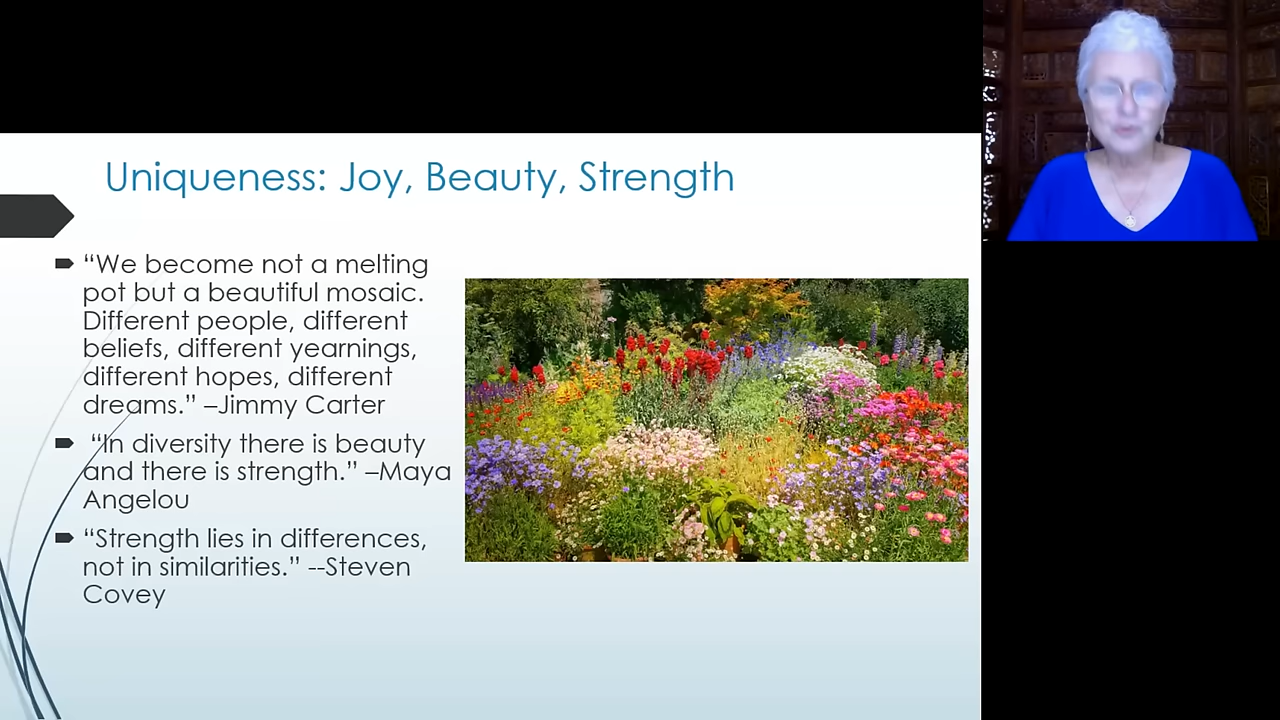 Uniqueness: Joy, Beauty, Strength
“We become not a melting
pot but a beautiful mosaic.
Different people, different
beliefs, different yearnings,
different hopes, different
dreams.” –Jimmy Carter
“In diversity there is beauty
and there is strength.” –Maya
Angelou
“Strength lies in differences,
not in similarities.” --Steven
Covey